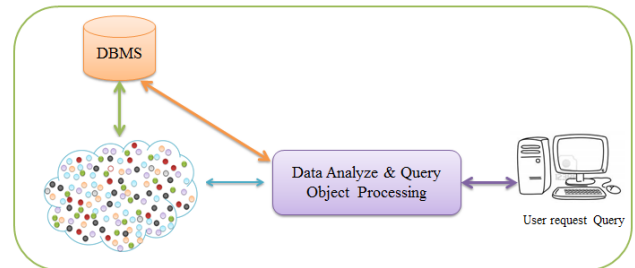 DBMS
Data Analyze & Query
Object Processing
User request Query